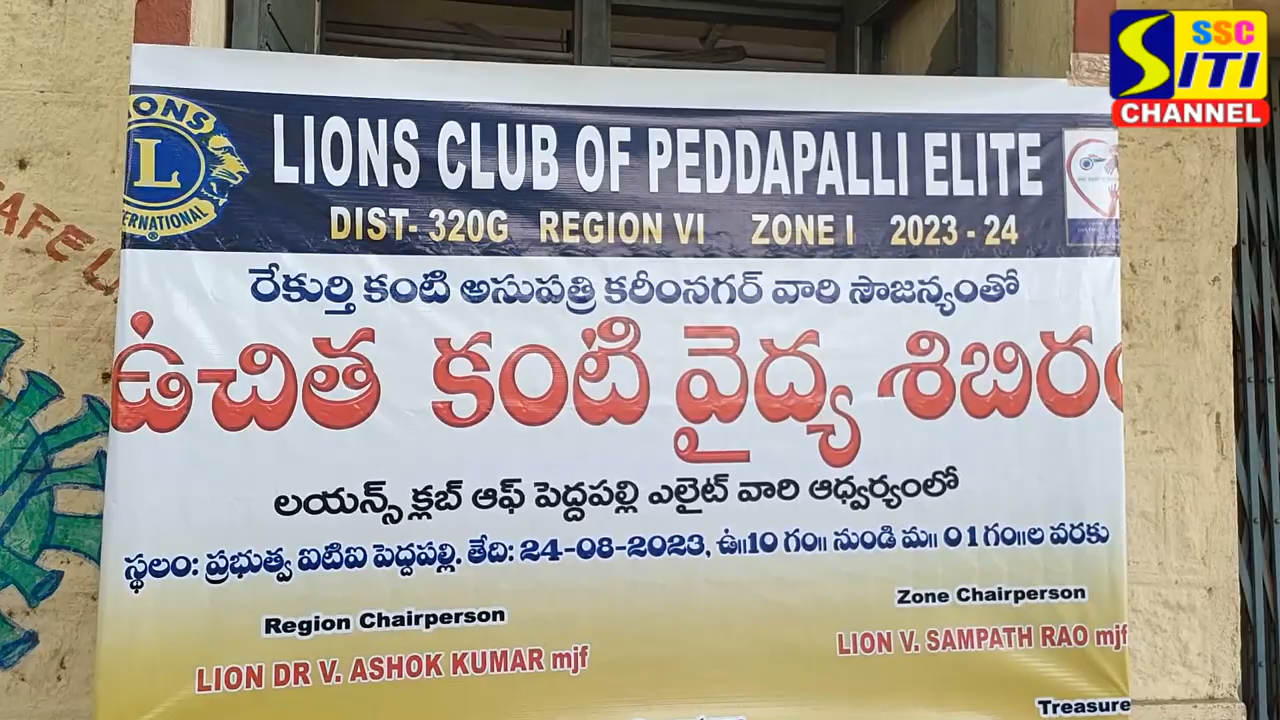 SSC
SITI
CHANNEL
LIONS
L
INTERNATIONAL
LIONS CLUB OF PEDDAPALLI ELITE
DIST- 320G REGION VI ZONE I 2023 - 24
రేకుర్తి కంటి అసుపత్రి కరీంనగర్ వారి సౌజన్యంతో
ఉచిత కంటి వైద్య శిబిరం
లయన్స్ క్లబ్ ఆఫ్ పెద్దపల్లి ఎలైట్ వారి ఆధ్వర్యంలో
స్థలం: ప్రభుత్వ ఐటిఐ పెద్దపల్లి. తేది: 24-08-2023, ఉ॥10 గం॥ నుండి మ॥ 01 గం॥ల వరకు
Region Chairperson
Zone Chairperson
LION DR V. ASHOK KUMAR mjf
LION V. SAMPATH RAO mjf
Treasure